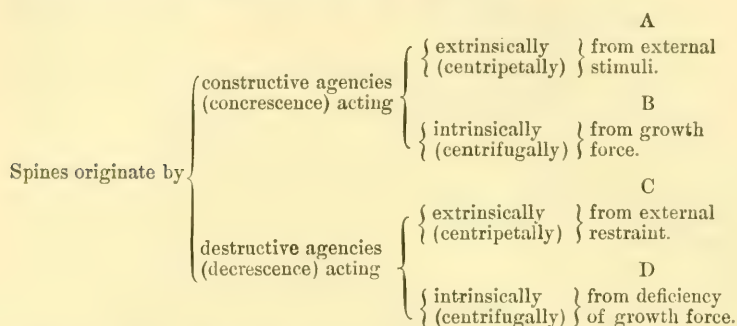 A
extrinsically from external
(centripetally) stimuli.
constructive agencies
(concrescence) acting
B
intrinsically from growth
(centrifugally) force.
Spines originate by
C
extrinsically from external
(centripetally) restraint.
destructive agencies
(decrescence) acting
D
intrinsically from deficiency
(centrifugally) of growth force.